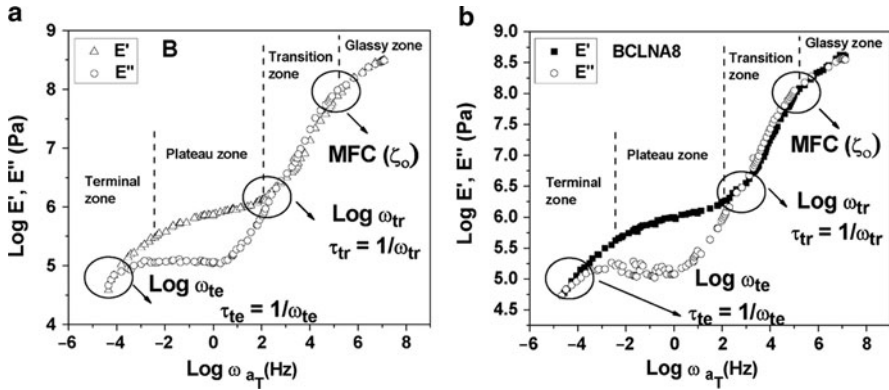 a
B
E'
E''
Transition zone
Glassy zone
Plateau zone
Terminal zone
MFC (ζo)
Log ωtr
τtr = 1/ωtr
Log ωte
τte = 1/ωte
Log E', E'' (Pa)
8
7
6
5
4
−6 −4 −2 0 2 4 6 8
Log ω aT (Hz)
b
BCLNA8
E'
E''
Transition zone
Glassy zone
Plateau zone
Terminal zone
MFC (ζo)
Log ωtr
τtr = 1/ωtr
Log ωte
τte = 1/ωte
Log E', E'' (Pa)
9.0
8.5
8.0
7.5
7.0
6.5
6.0
5.5
5.0
4.5
−6 −4 −2 0 2 4 6 8
Log ω aT (Hz)